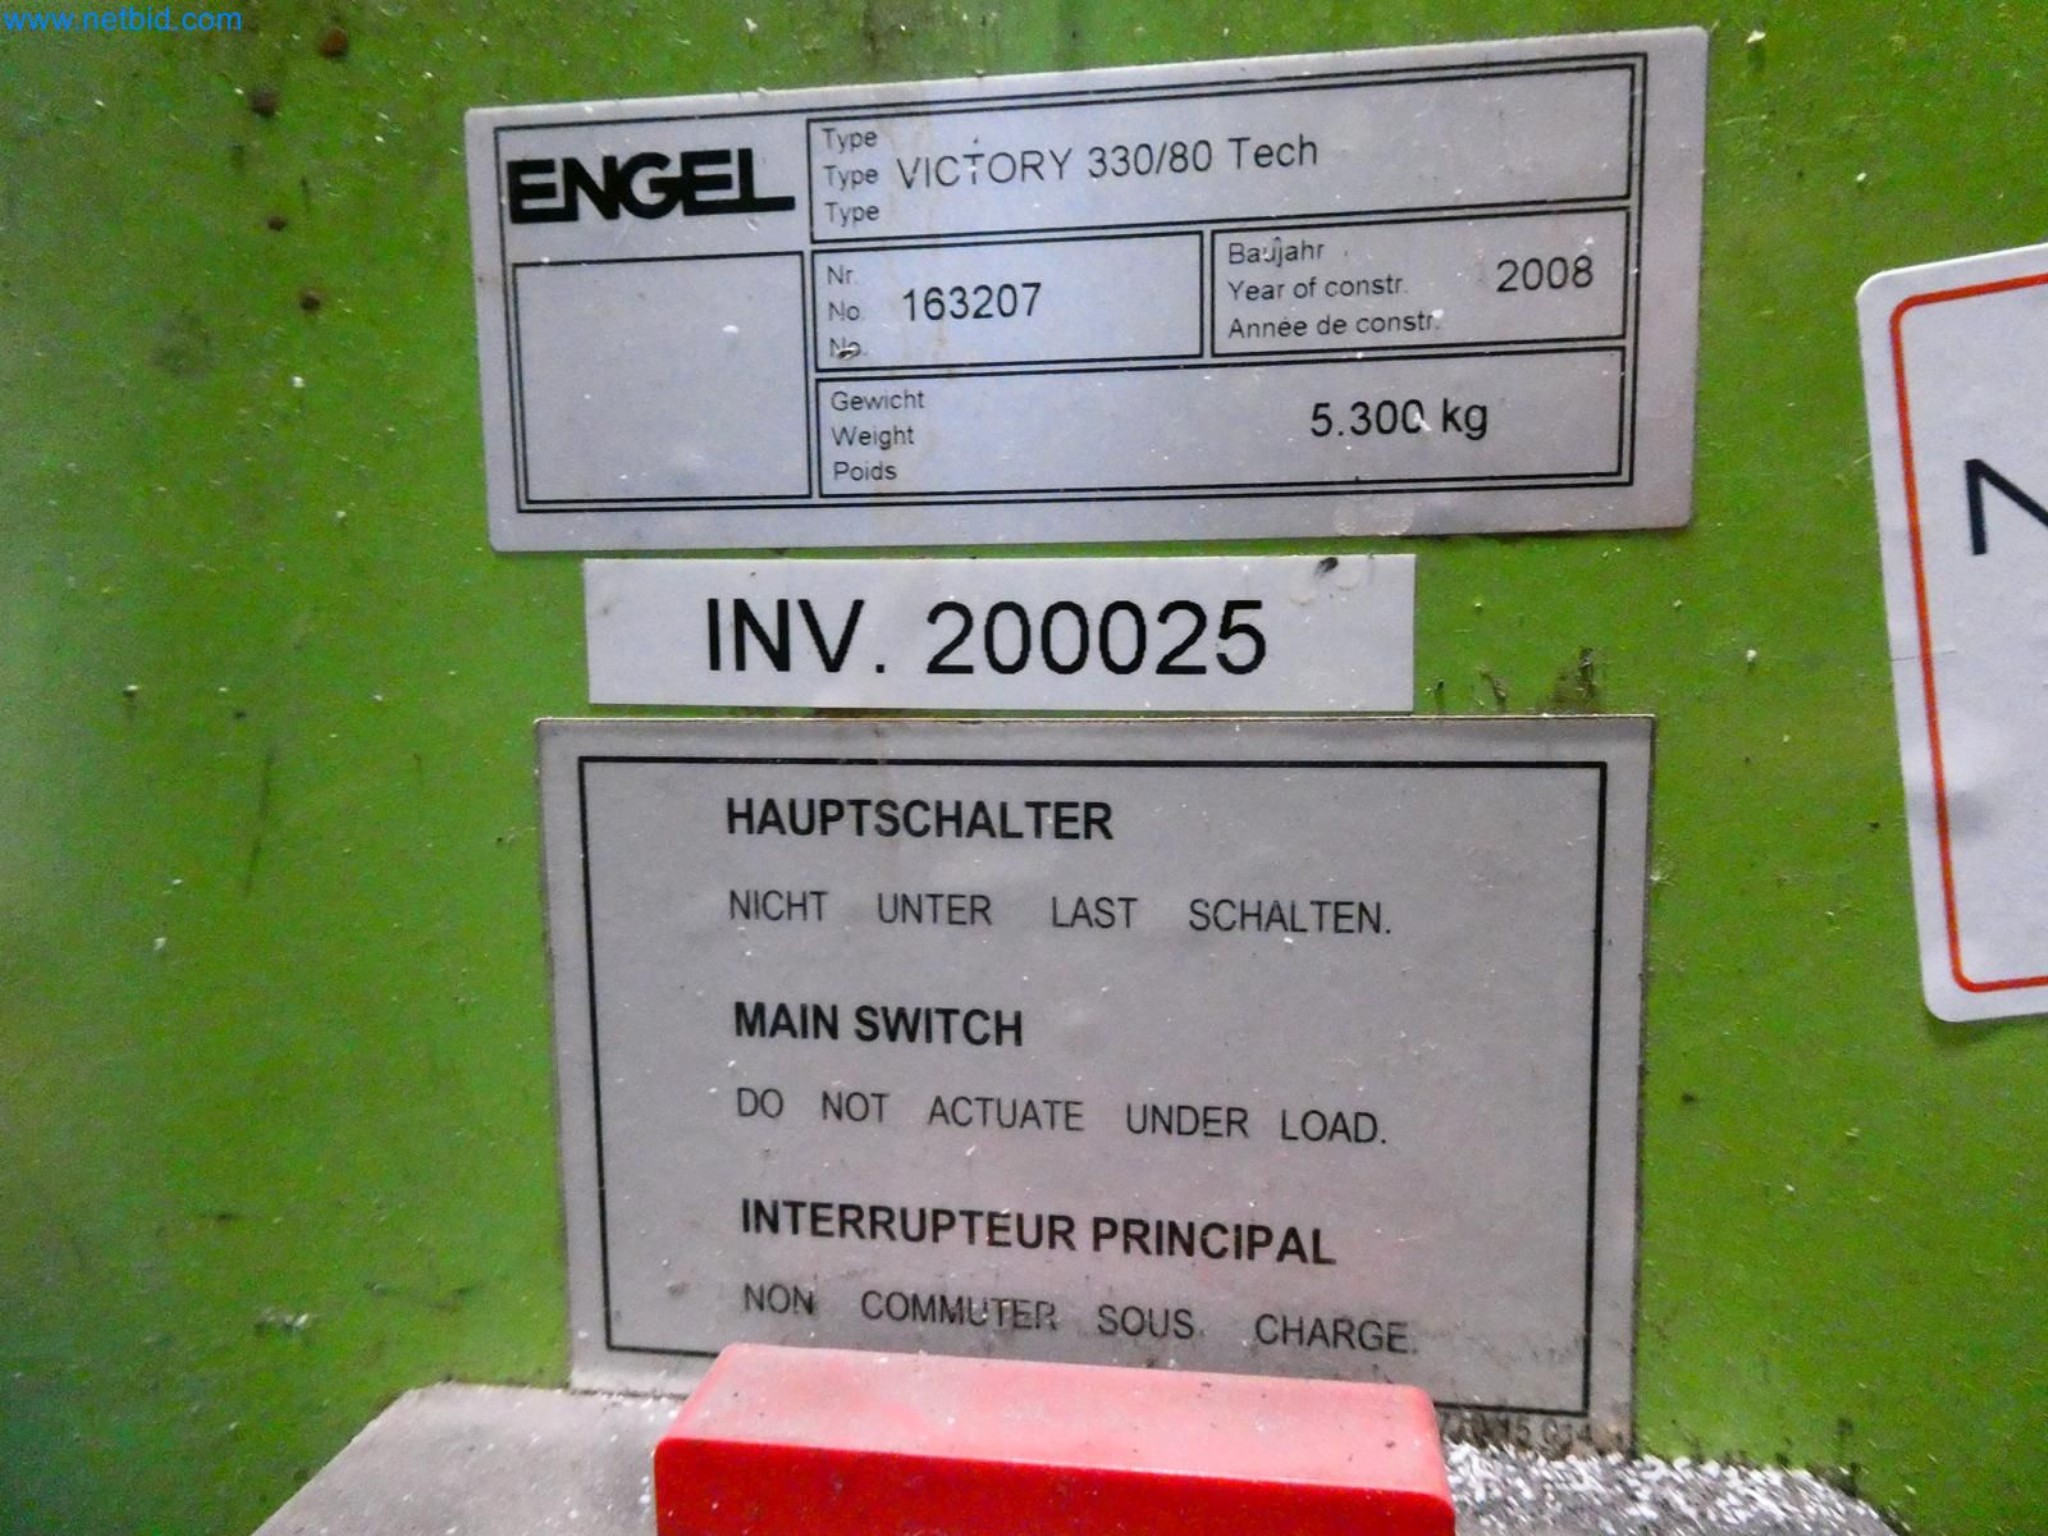 www.netbid.com
ENGEL
Type
Type VICTORY 330/80 Tech
Type
Nr.
No. 163207
No.
Baujahr
Year of constr. 2008
Année de constr.
Gewicht
Weight 5.300 kg
Poids
INV. 200025
HAUPTSCHALTER
NICHT UNTER LAST SCHALTEN.
MAIN SWITCH
DO NOT ACTUATE UNDER LOAD.
INTERRUPTEUR PRINCIPAL
NON COMMUTER SOUS CHARGE.